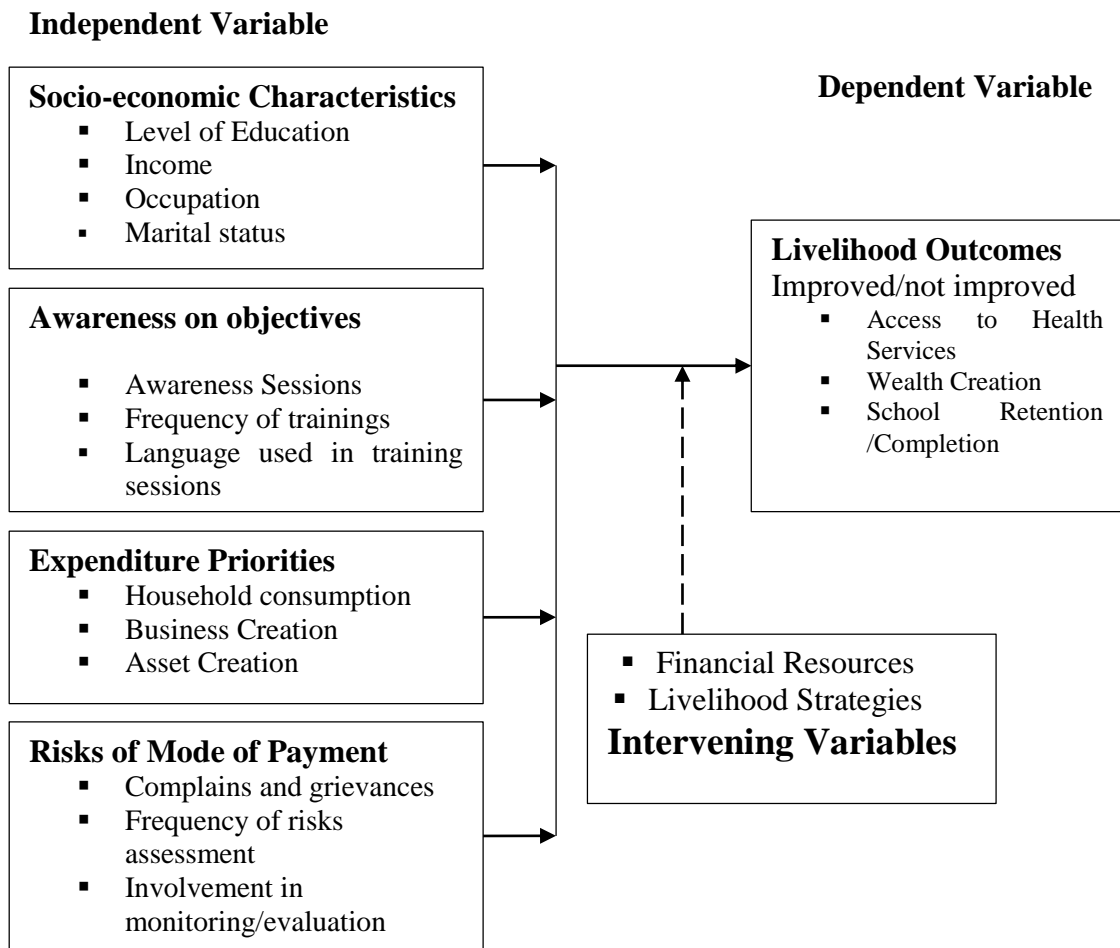 Independent Variable
Socio-economic Characteristics
▪ Level of Education
▪ Income
▪ Occupation
▪ Marital status
Awareness on objectives
▪ Awareness Sessions
▪ Frequency of trainings
▪ Language used in training
sessions
Expenditure Priorities
▪ Household consumption
▪ Business Creation
▪ Asset Creation
Risks of Mode of Payment
▪ Complains and grievances
▪ Frequency of risks
assessment
▪ Involvement in
monitoring/evaluation
Dependent Variable
Livelihood Outcomes
Improved/not improved
▪ Access to Health
Services
▪ Wealth Creation
▪ School Retention
/Completion
▪ Financial Resources
▪ Livelihood Strategies
Intervening Variables